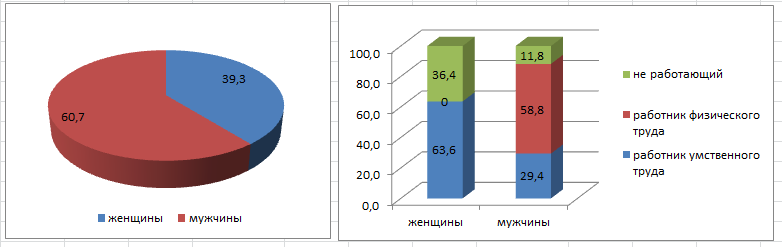 39,3
60,7
женщины мужчины
100,0
80,0
60,0
40,0
20,0
0,0
36,4
0
63,6
11,8
58,8
29,4
женщины мужчины
не работающий
работник физического
труда
работник умственного
труда